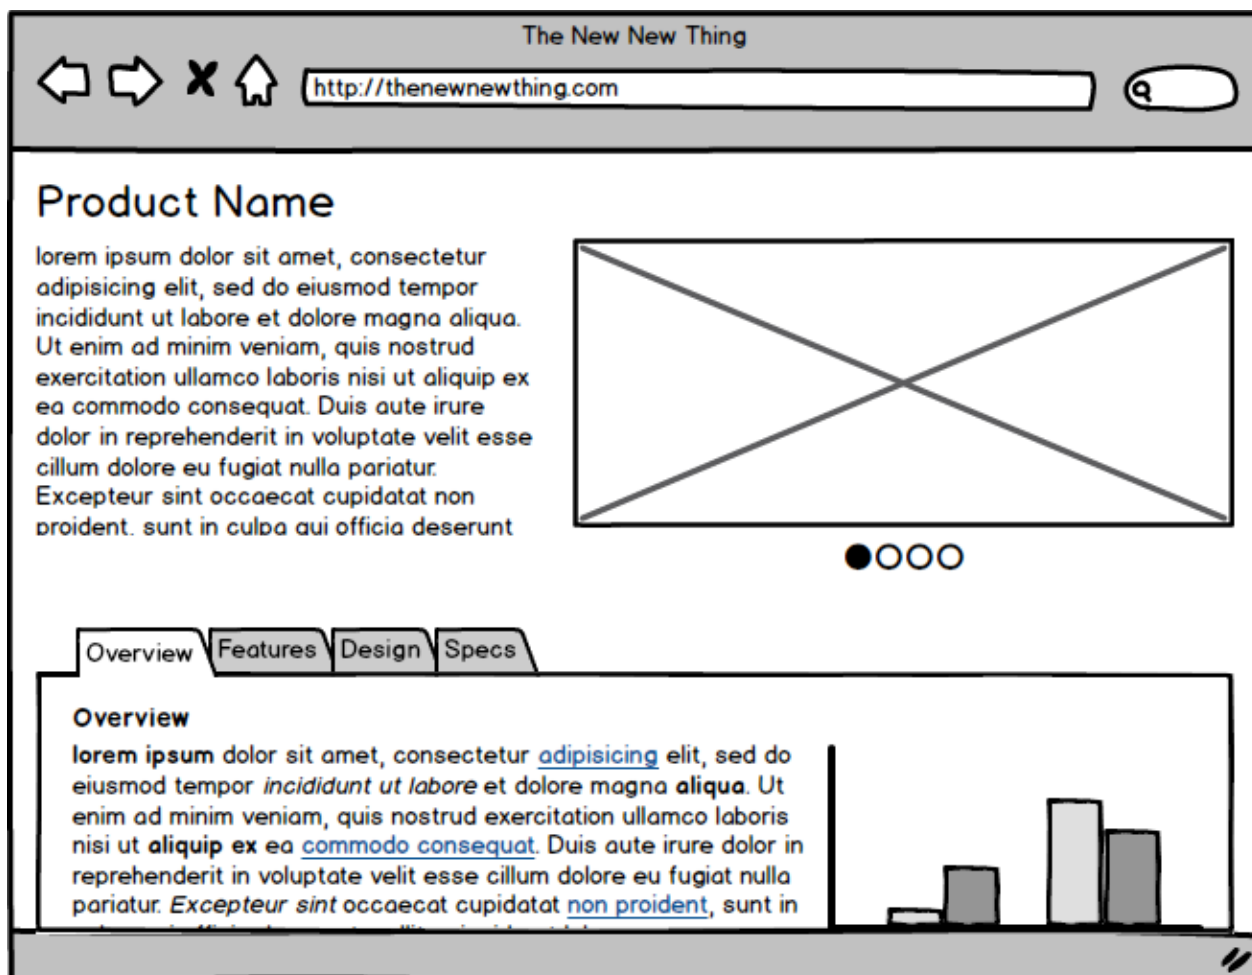 The New New Thing
http://thenewnewthing.com
Product Name
lorem ipsum dolor sit amet, consectetur
adipisicing elit, sed do eiusmod tempor
incididunt ut labore et dolore magna aliqua.
Ut enim ad minim veniam, quis nostrud
exercitation ullamco laboris nisi ut aliquip ex
ea commodo consequat. Duis aute irure
dolor in reprehenderit in voluptate velit esse
cillum dolore eu fugiat nulla pariatur.
Excepteur sint occaecat cupidatat non
proident, sunt in culpa qui officia deserunt
Overview Features Design Specs
Overview
lorem ipsum dolor sit amet, consectetur adipisicing elit, sed do
eiusmod tempor incididunt ut labore et dolore magna aliqua. Ut
enim ad minim veniam, quis nostrud exercitation ullamco laboris
nisi ut aliquip ex ea commodo consequat. Duis aute irure dolor in
reprehenderit in voluptate velit esse cillum dolore eu fugiat nulla
pariatur. Excepteur sint occaecat cupidatat non proident, sunt in